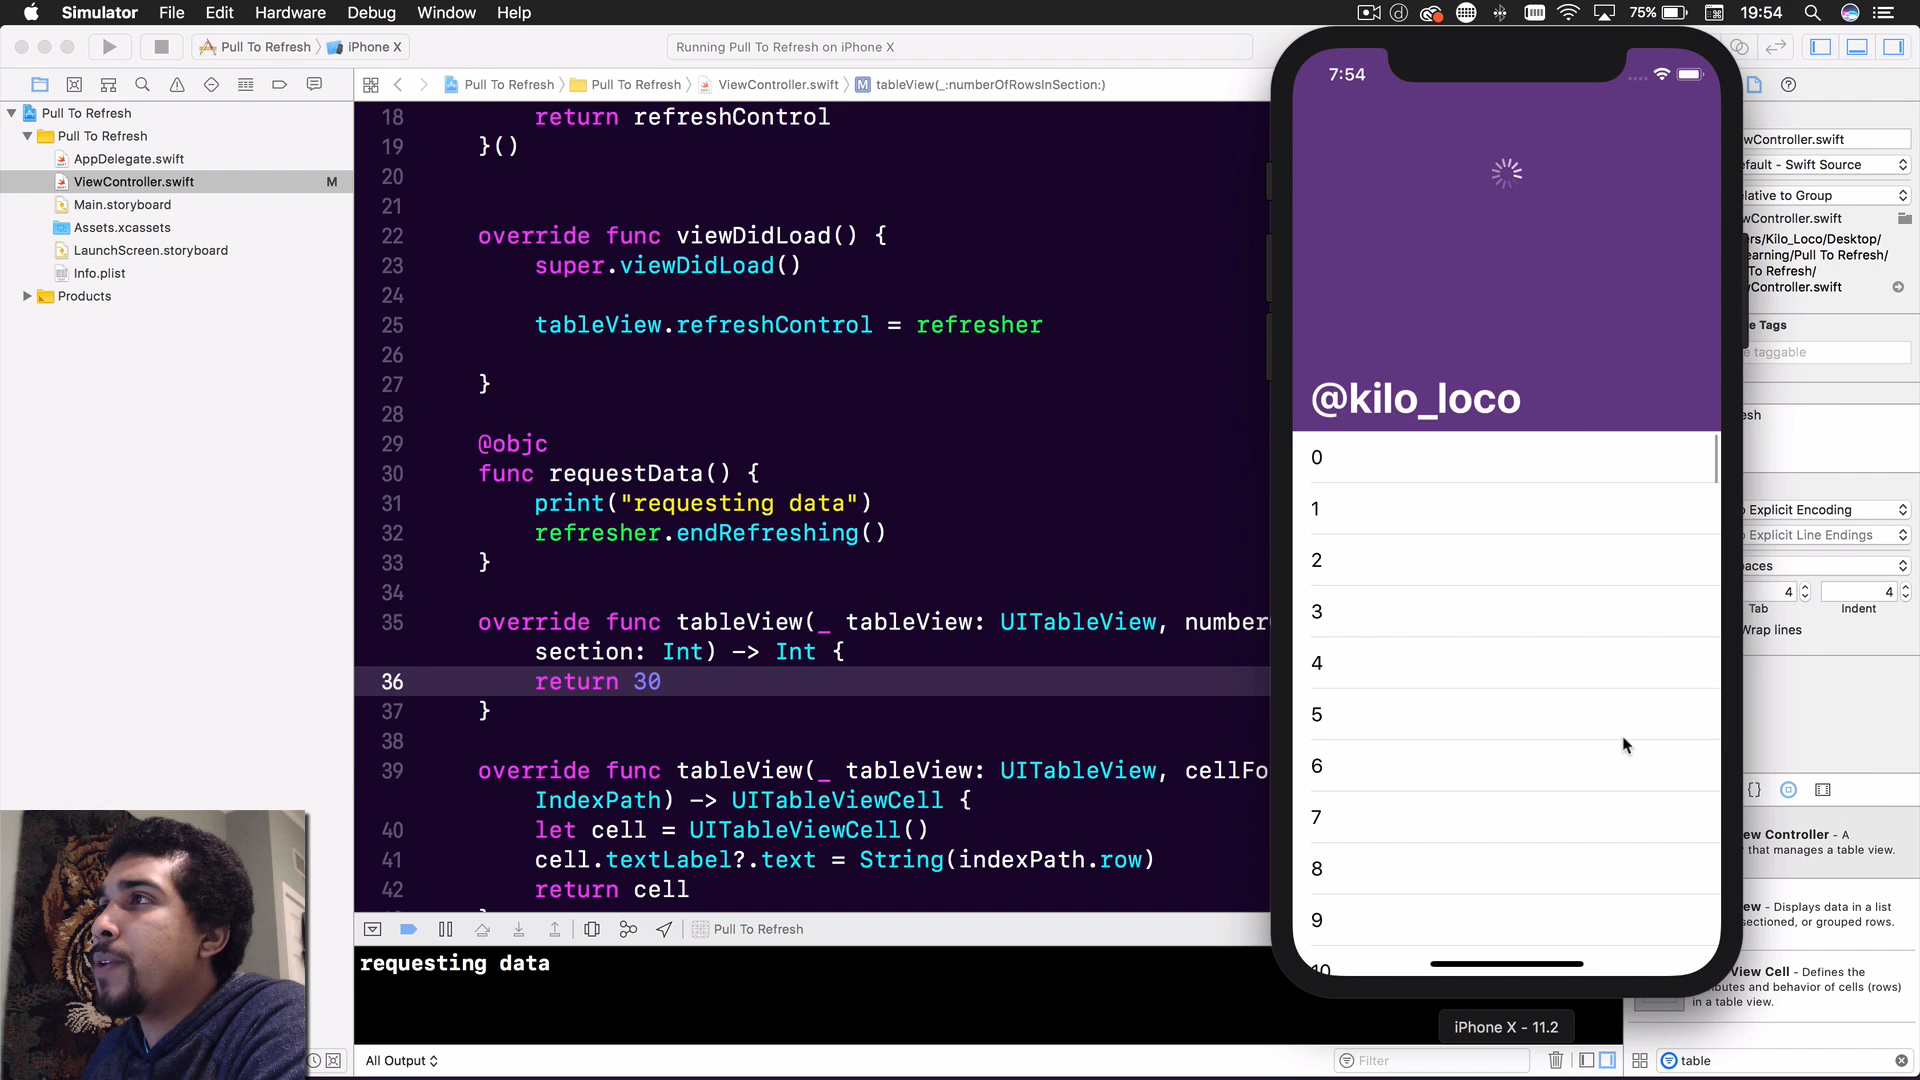 Simulator File Edit Hardware Debug Window Help
75% 19:54
Pull To Refresh iPhone X
Running Pull To Refresh on iPhone X
Pull To Refresh Pull To Refresh ViewController.swift M tableView(_:numberOfRowsInSection:)
Pull To Refresh
Pull To Refresh
AppDelegate.swift
ViewController.swift M
Main.storyboard
Assets.xcassets
LaunchScreen.storyboard
Info.plist
Products
18 return refreshControl
19 }()
20
21
22 override func viewDidLoad() {
23 super.viewDidLoad()
24
25 tableView.refreshControl = refresher
26
27 }
28
29 @objc
30 func requestData() {
31 print("requesting data")
32 refresher.endRefreshing()
33 }
34
35 override func tableView(_ tableView: UITableView, number
section: Int) -> Int {
36 return 30
37 }
38
39 override func tableView(_ tableView: UITableView, cellFo
IndexPath) -> UITableViewCell {
40 let cell = UITableViewCell()
41 cell.textLabel?.text = String(indexPath.row)
42 return cell
Pull To Refresh
requesting data
All Output
Filter
7:54
@kilo_loco
0
1
2
3
4
5
6
7
8
9
10
iPhone X - 11.2
wController.swift
efault - Swift Source
elative to Group
wController.swift
ers/Kilo_Loco/Desktop/
earning/Pull To Refresh/
To Refresh/
wController.swift
e Tags
e taggable
esh
o Explicit Encoding
o Explicit Line Endings
paces
4 4
Tab Indent
Wrap lines
{}
ew Controller - A
r that manages a table view.
ew - Displays data in a list
sectioned, or grouped rows.
View Cell - Defines the
ibutes and behavior of cells (rows)
in a table view.
table